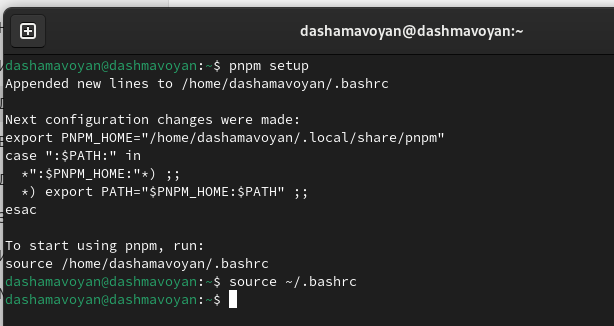 dashamavoyan@dashmavoyan:~
dashamavoyan@dashmavoyan:~$ pnpm setup
Appended new lines to /home/dashamavoyan/.bashrc

Next configuration changes were made:
export PNPM_HOME="/home/dashamavoyan/.local/share/pnpm"
case ":$PATH:" in
  *":$PNPM_HOME:"*) ;;
  *) export PATH="$PNPM_HOME:$PATH" ;;
esac

To start using pnpm, run:
source /home/dashamavoyan/.bashrc
dashamavoyan@dashmavoyan:~$ source ~/.bashrc
dashamavoyan@dashmavoyan:~$